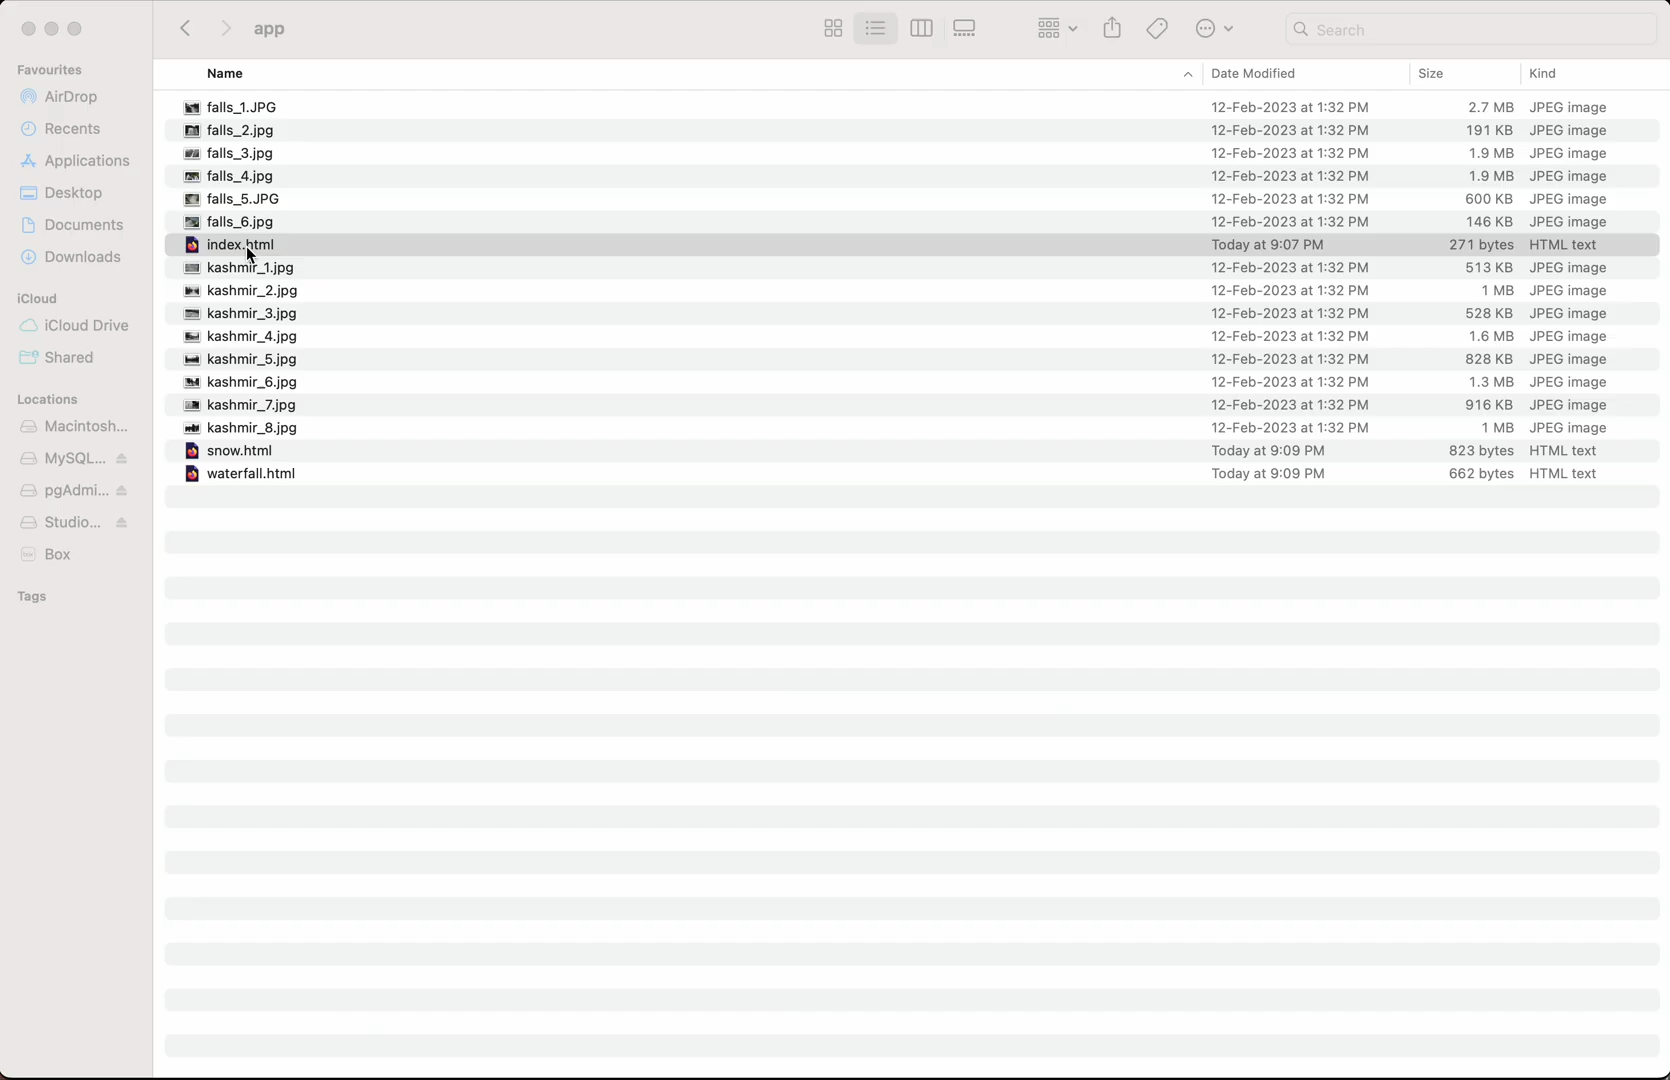 app
Search
Favourites
AirDrop
Recents
Applications
Desktop
Documents
Downloads
iCloud
iCloud Drive
Shared
Locations
Macintosh...
MySQL...
pgAdmi...
Studio...
Box
Tags
Name Date Modified Size Kind
falls_1.JPG 12-Feb-2023 at 1:32 PM 2.7 MB JPEG image
falls_2.jpg 12-Feb-2023 at 1:32 PM 191 KB JPEG image
falls_3.jpg 12-Feb-2023 at 1:32 PM 1.9 MB JPEG image
falls_4.jpg 12-Feb-2023 at 1:32 PM 1.9 MB JPEG image
falls_5.JPG 12-Feb-2023 at 1:32 PM 600 KB JPEG image
falls_6.jpg 12-Feb-2023 at 1:32 PM 146 KB JPEG image
index.html Today at 9:07 PM 271 bytes HTML text
kashmir_1.jpg 12-Feb-2023 at 1:32 PM 513 KB JPEG image
kashmir_2.jpg 12-Feb-2023 at 1:32 PM 1 MB JPEG image
kashmir_3.jpg 12-Feb-2023 at 1:32 PM 528 KB JPEG image
kashmir_4.jpg 12-Feb-2023 at 1:32 PM 1.6 MB JPEG image
kashmir_5.jpg 12-Feb-2023 at 1:32 PM 828 KB JPEG image
kashmir_6.jpg 12-Feb-2023 at 1:32 PM 1.3 MB JPEG image
kashmir_7.jpg 12-Feb-2023 at 1:32 PM 916 KB JPEG image
kashmir_8.jpg 12-Feb-2023 at 1:32 PM 1 MB JPEG image
snow.html Today at 9:09 PM 823 bytes HTML text
waterfall.html Today at 9:09 PM 662 bytes HTML text